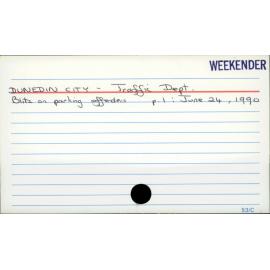 WEEKENDER
DUNEDIN CITY - Traffic Dept.
Blitz on parking offenders p.1 : June 24, 1990
53/C